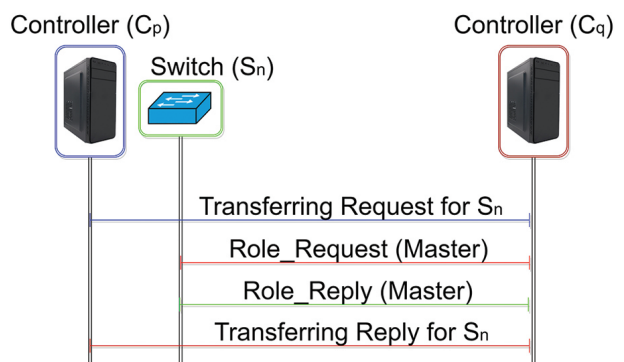 Controller (Cp)
Controller (Cq)
Switch (Sn)
Transferring Request for Sn
Role_Request (Master)
Role_Reply (Master)
Transferring Reply for Sn